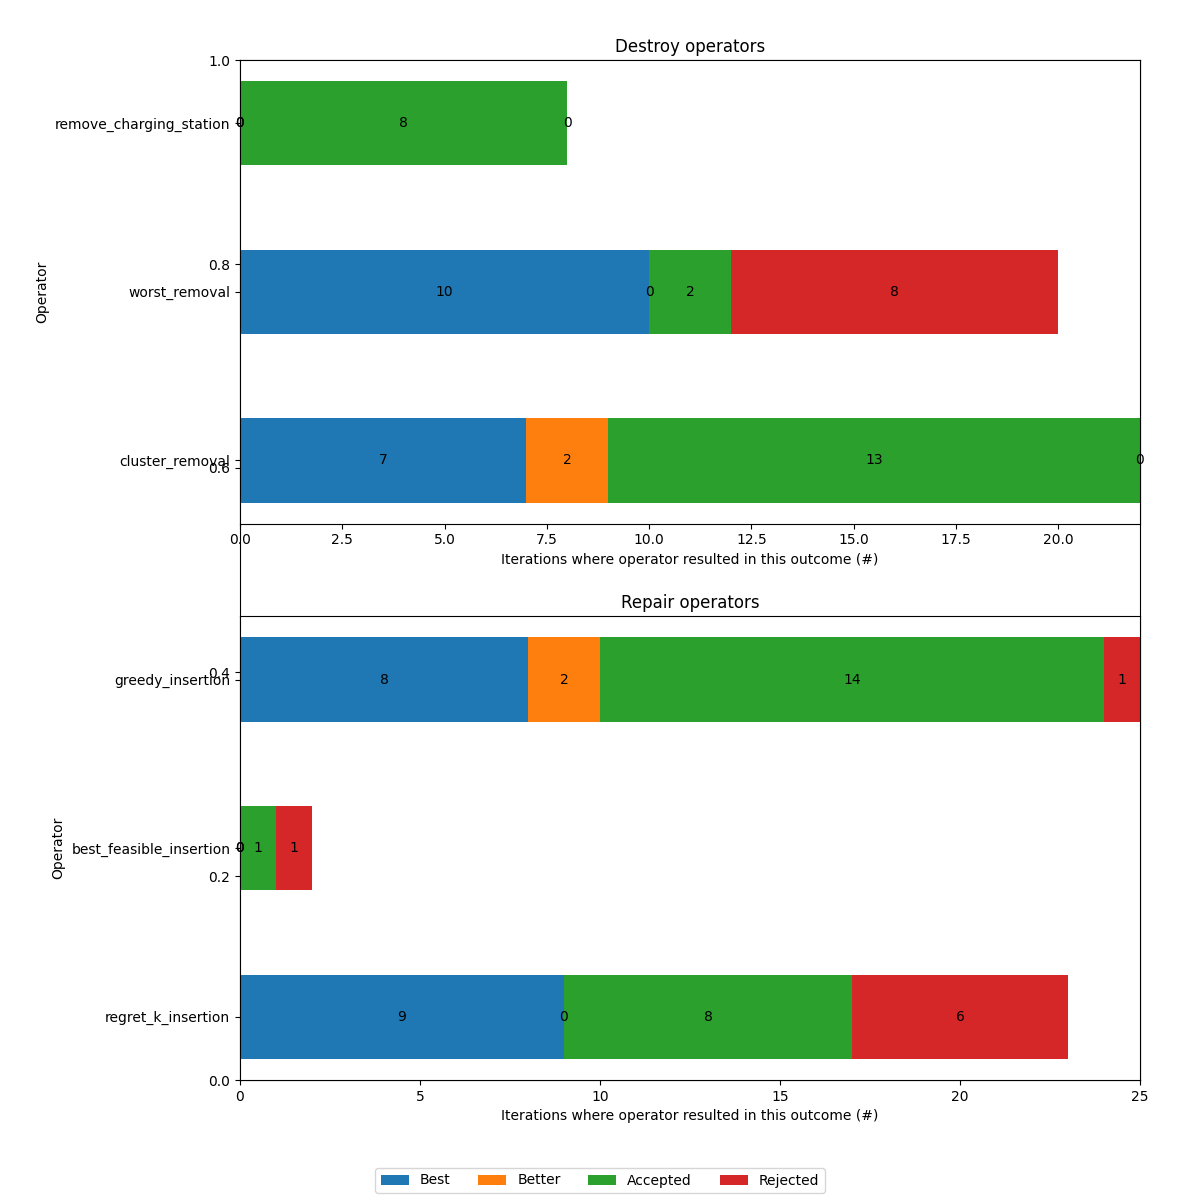 Destroy operators
1.0
remove_charging_station 0 0 8 0
0.8
worst_removal 10 0 2 8
Operator
cluster_removal 7 2 13 0
0.6
0.0 2.5 5.0 7.5 10.0 12.5 15.0 17.5 20.0
Iterations where operator resulted in this outcome (#)
Repair operators
0.4
greedy_insertion 8 2 14 1
best_feasible_insertion 0 0 1 1
Operator
0.2
regret_k_insertion 9 0 8 6
0.0
0 5 10 15 20 25
Iterations where operator resulted in this outcome (#)
Best Better Accepted Rejected